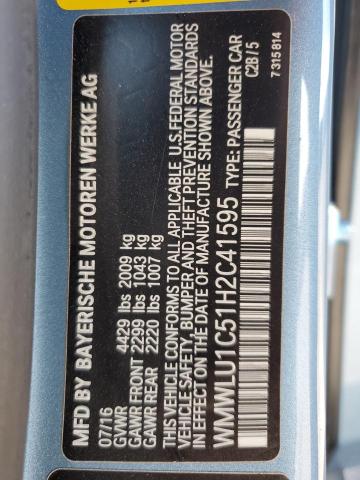 MFD BY BAYERISCHE MOTOREN WERKE AG
07/16
GVWR 4429 lbs 2009 kg
GAWR FRONT 2299 lbs 1043 kg
GAWR REAR 2220 lbs 1007 kg
THIS VEHICLE CONFORMS TO ALL APPLICABLE U.S.FEDERAL MOTOR
VEHICLE SAFETY, BUMPER AND THEFT PREVENTION STANDARDS
IN EFFECT ON THE DATE OF MANUFACTURE SHOWN ABOVE.
WMWLU1C51H2C41595 TYPE: PASSENGER CAR
C2B/5
7315814